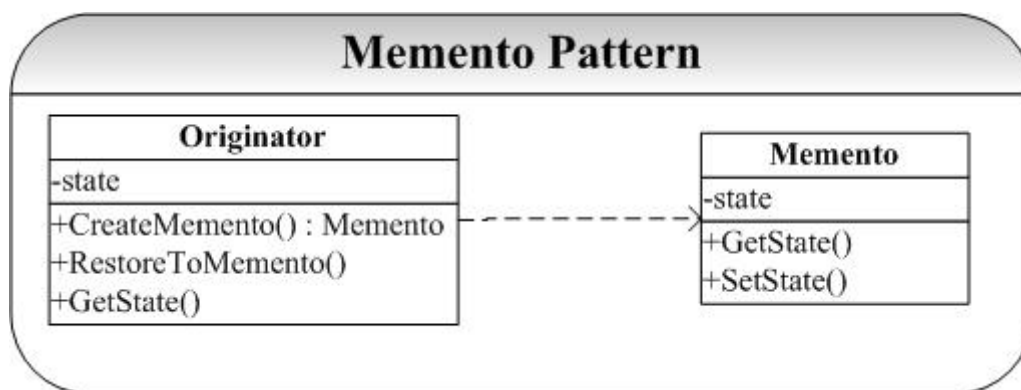 Memento Pattern
Originator
-state
+CreateMemento() : Memento
+RestoreToMemento()
+GetState()
Memento
-state
+GetState()
+SetState()